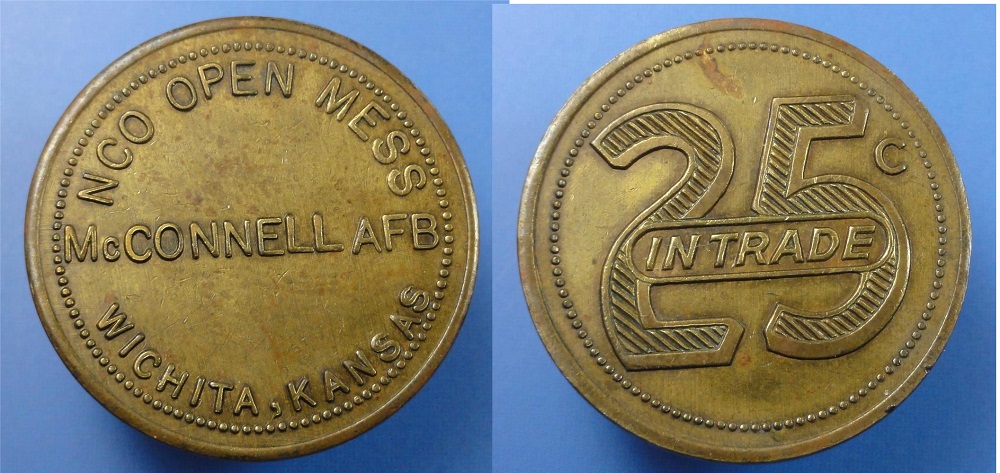 NCO OPEN MESS
McCONNELL AFB
WICHITA, KANSAS
25 C
IN TRADE